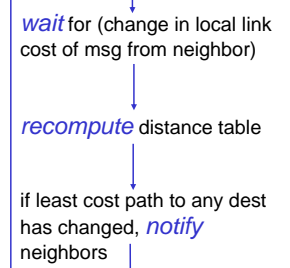 wait for (change in local link
cost of msg from neighbor)
recompute distance table
if least cost path to any dest
has changed, notify
neighbors